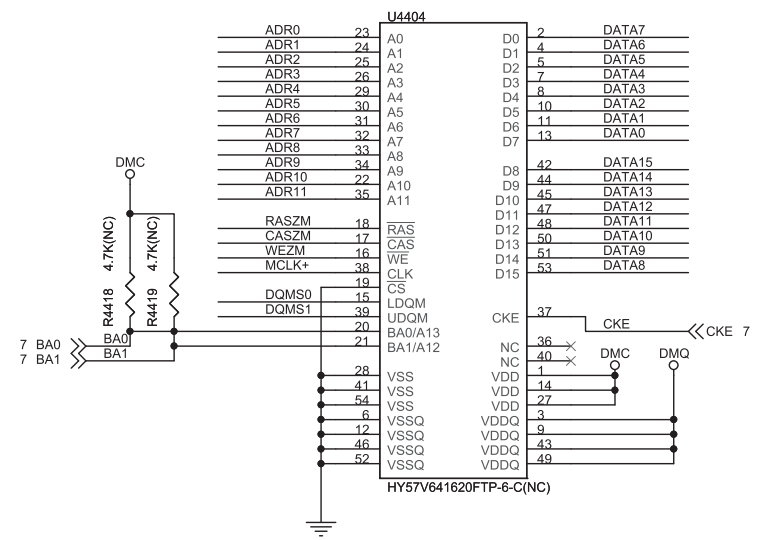 U4404
ADR0 23 A0 D0 2 DATA7
ADR1 24 A1 D1 4 DATA6
ADR2 25 A2 D2 5 DATA5
ADR3 26 A3 D3 7 DATA4
ADR4 29 A4 D4 8 DATA3
ADR5 30 A5 D5 10 DATA2
ADR6 31 A6 D6 11 DATA1
ADR7 32 A7 D7 13 DATA0
ADR8 33 A8
ADR9 34 A9 D8 42 DATA15
ADR10 22 A10 D9 44 DATA14
ADR11 35 A11 D10 45 DATA13
D11 47 DATA12
RASZM 18 RAS D12 48 DATA11
CASZM 17 CAS D13 50 DATA10
WEZM 16 WE D14 51 DATA9
MCLK+ 38 CLK D15 53 DATA8
19 CS
DQMS0 15 LDQM
DQMS1 39 UDQM CKE 37 CKE CKE 7
20 BA0/A13
21 BA1/A12 NC 36
NC 40
28 VSS VDD 1
41 VSS VDD 14
54 VSS VDD 27
6 VSSQ VDDQ 3
12 VSSQ VDDQ 9
46 VSSQ VDDQ 43
52 VSSQ VDDQ 49
HY57V641620FTP-6-C(NC)
DMC
R4418 4.7K(NC)
R4419 4.7K(NC)
7 BA0 BA0
7 BA1 BA1
DMC DMQ